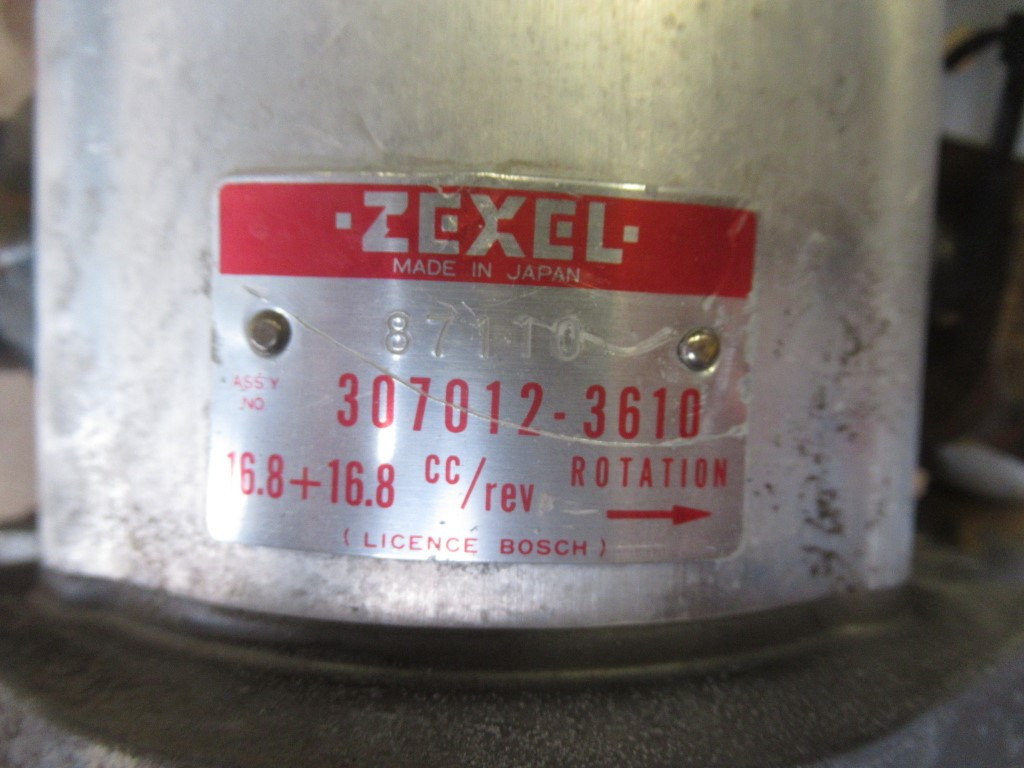 ·ZEXEL·
MADE IN JAPAN
87110
ASS'Y NO. 307012-3610
16.8+16.8 cc/rev ROTATION
(LICENCE BOSCH)